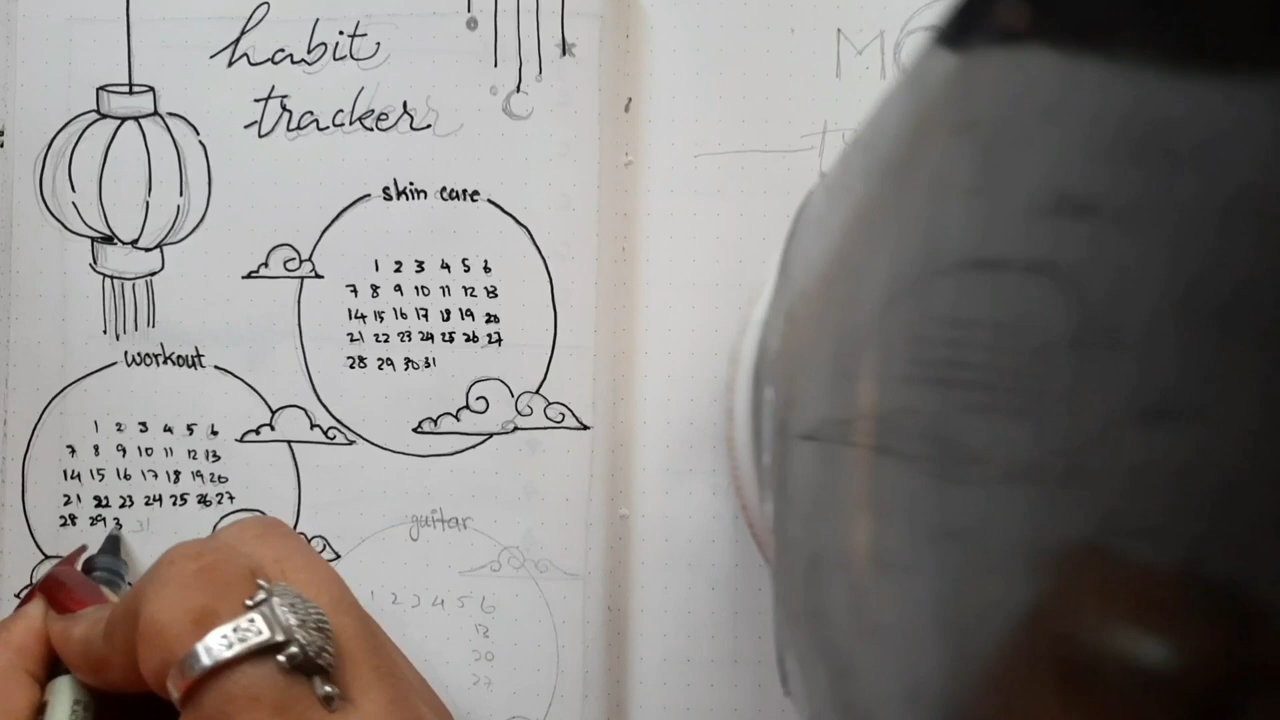 habit
tracker
skin care
1 2 3 4 5 6
7 8 9 10 11 12 13
14 15 16 17 18 19 20
21 22 23 24 25 26 27
28 29 30 31
workout
1 2 3 4 5 6
7 8 9 10 11 12 13
14 15 16 17 18 19 20
21 22 23 24 25 26 27
28 29 3 31
guitar
1 2 3 4 5 6
13
20
27